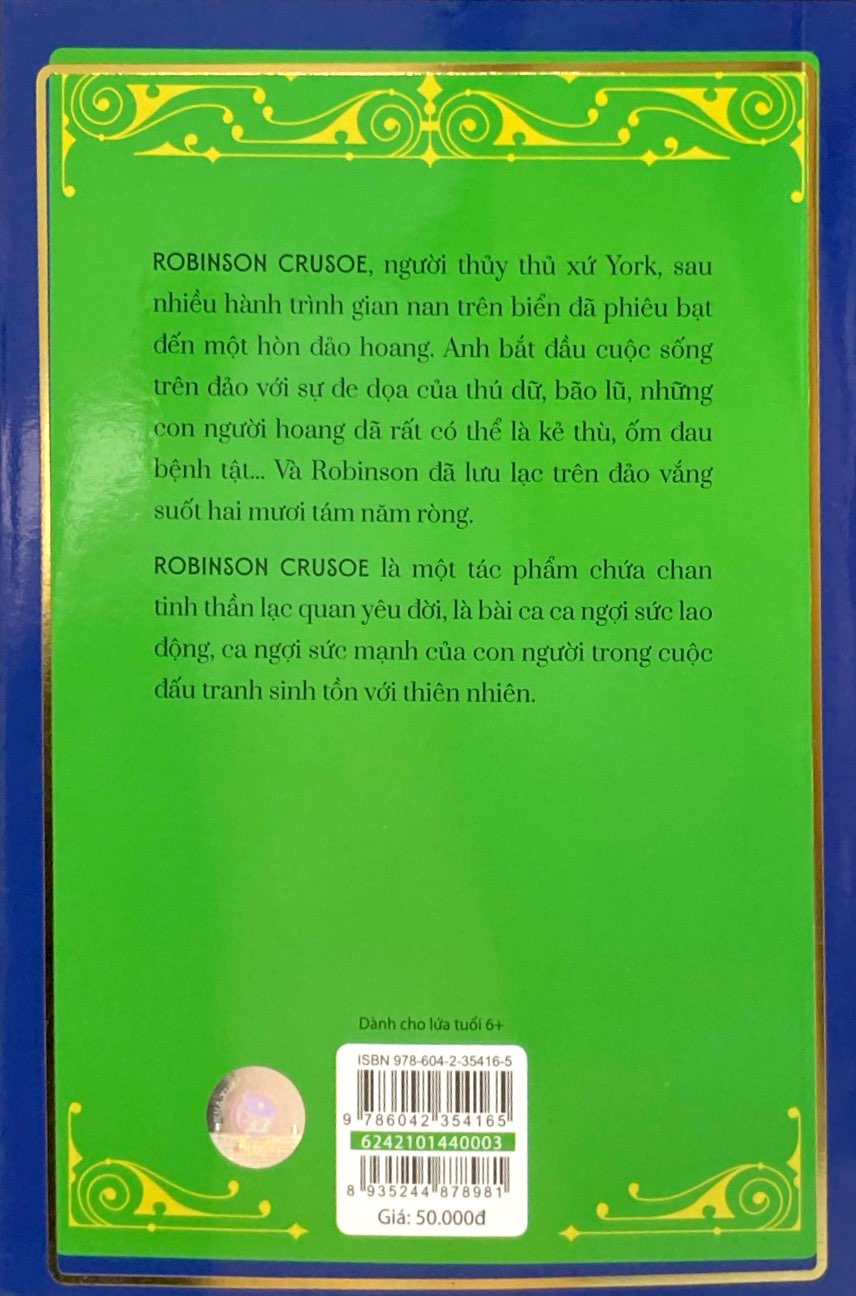 ROBINSON CRUSOE, người thủy thủ xứ York, sau
nhiều hành trình gian nan trên biển đã phiêu bạt
đến một hòn đảo hoang. Anh bắt đầu cuộc sống
trên đảo với sự đe dọa của thú dữ, bão lũ, những
con người hoang dã rất có thể là kẻ thù, ốm đau
bệnh tật... Và Robinson đã lưu lạc trên đảo vắng
suốt hai mươi tám năm ròng.
ROBINSON CRUSOE là một tác phẩm chứa chan
tinh thần lạc quan yêu đời, là bài ca ca ngợi sức lao
động, ca ngợi sức mạnh của con người trong cuộc
đấu tranh sinh tồn với thiên nhiên.
Dành cho lứa tuổi 6+
ISBN 978-604-2-35416-5
9 786042 354165
6242101440003
8 935244 878981
Giá: 50.000đ